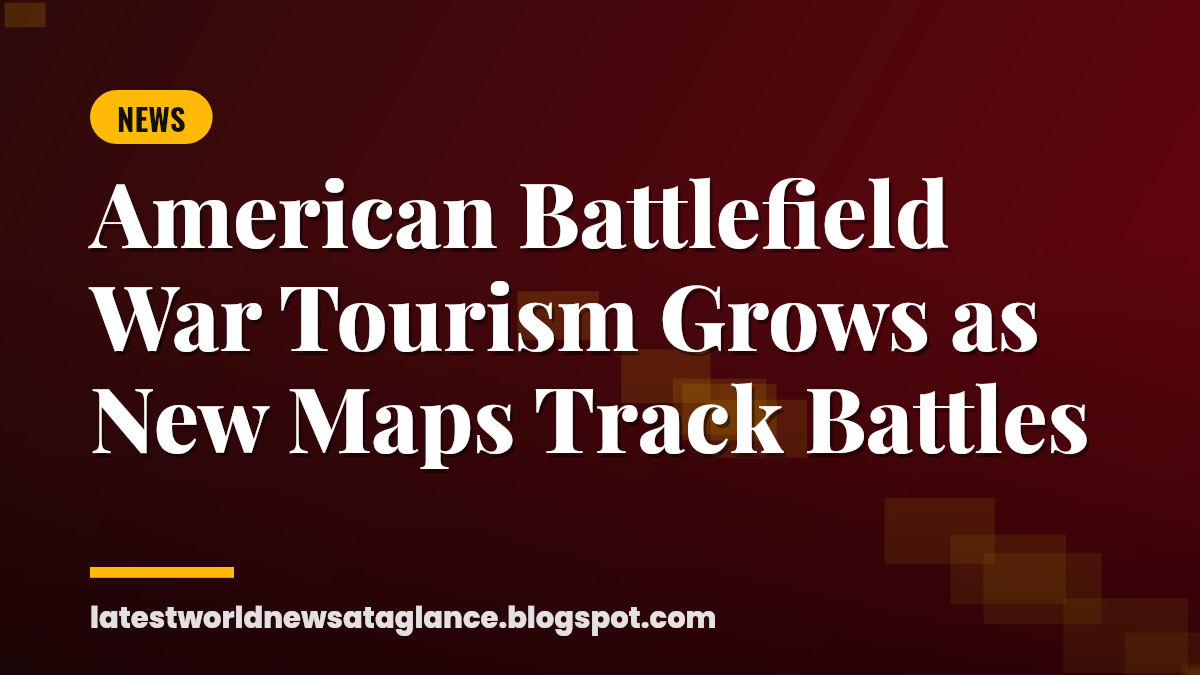 NEWS
American Battlefield
War Tourism Grows as
New Maps Track Battles
latestworldnewsataglance.blogspot.com